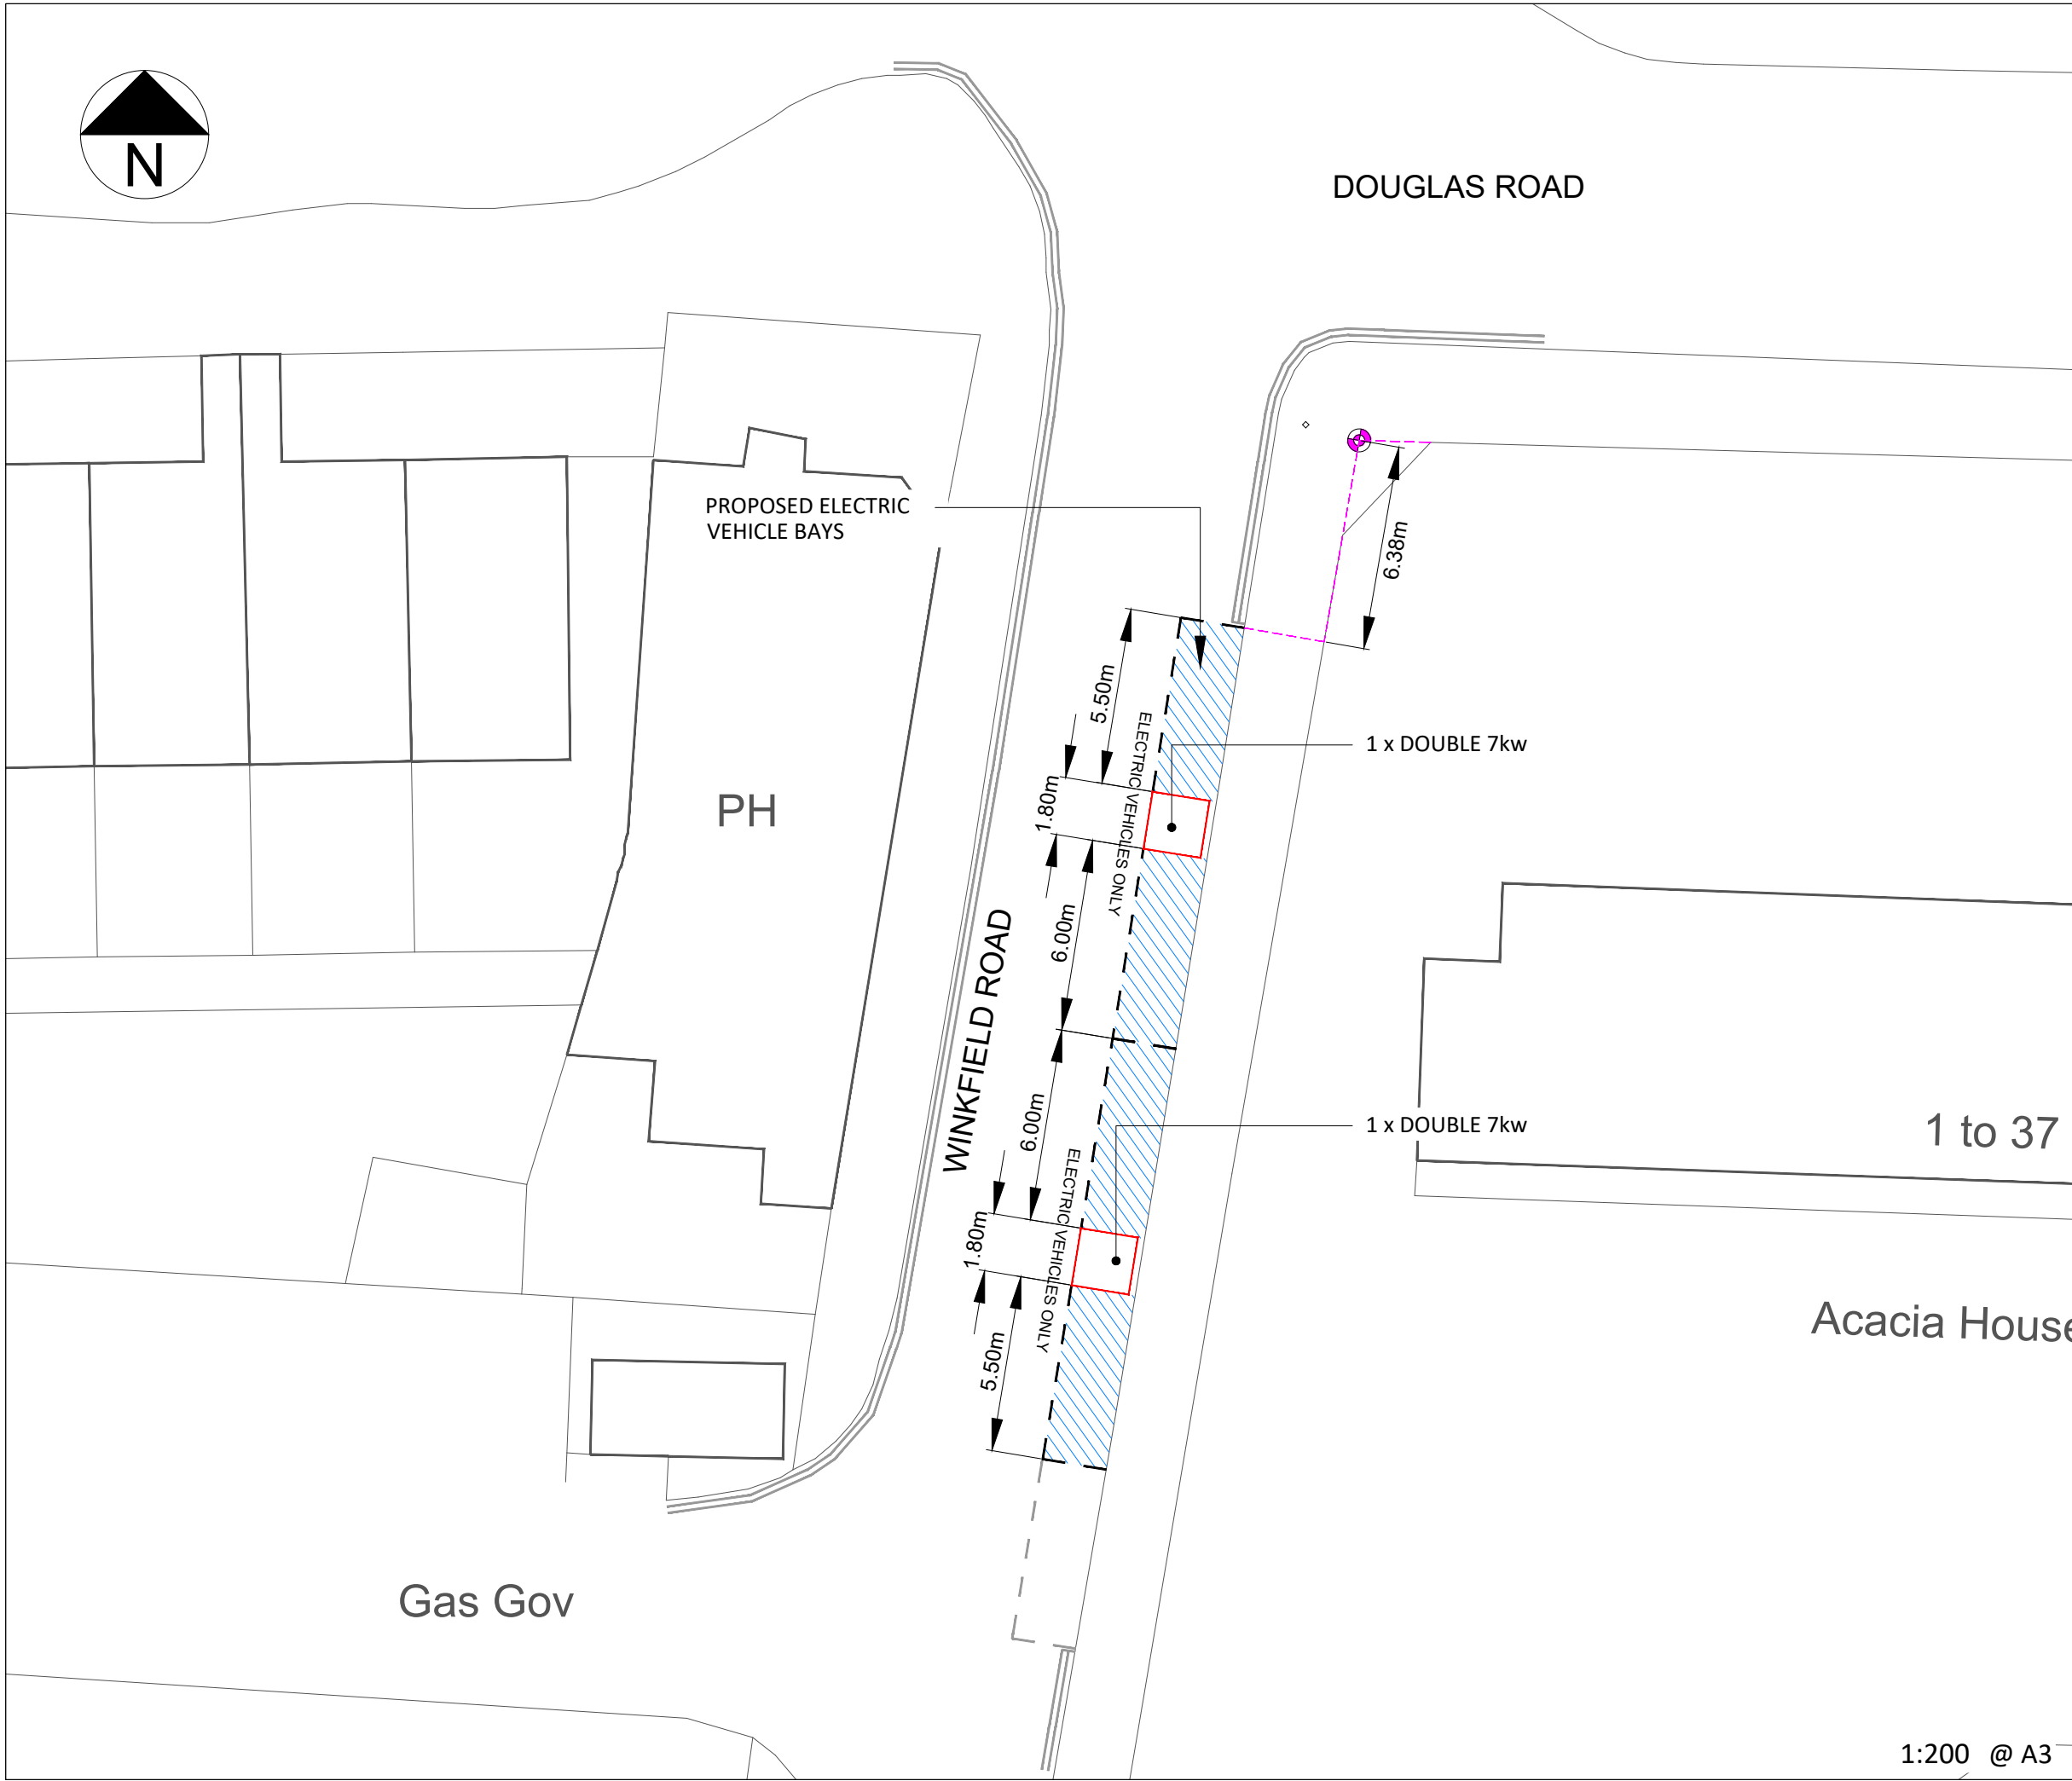 N
DOUGLAS ROAD
PROPOSED ELECTRIC
VEHICLE BAYS
6.38m
5.50m
ELECTRIC VEHICLES ONLY
1 x DOUBLE 7kw
1.80m
PH
6.00m
WINKFIELD ROAD
6.00m
1 x DOUBLE 7kw
1 to 37
ELECTRIC VEHICLES ONLY
1.80m
Acacia House
5.50m
Gas Gov
1:200 @ A3